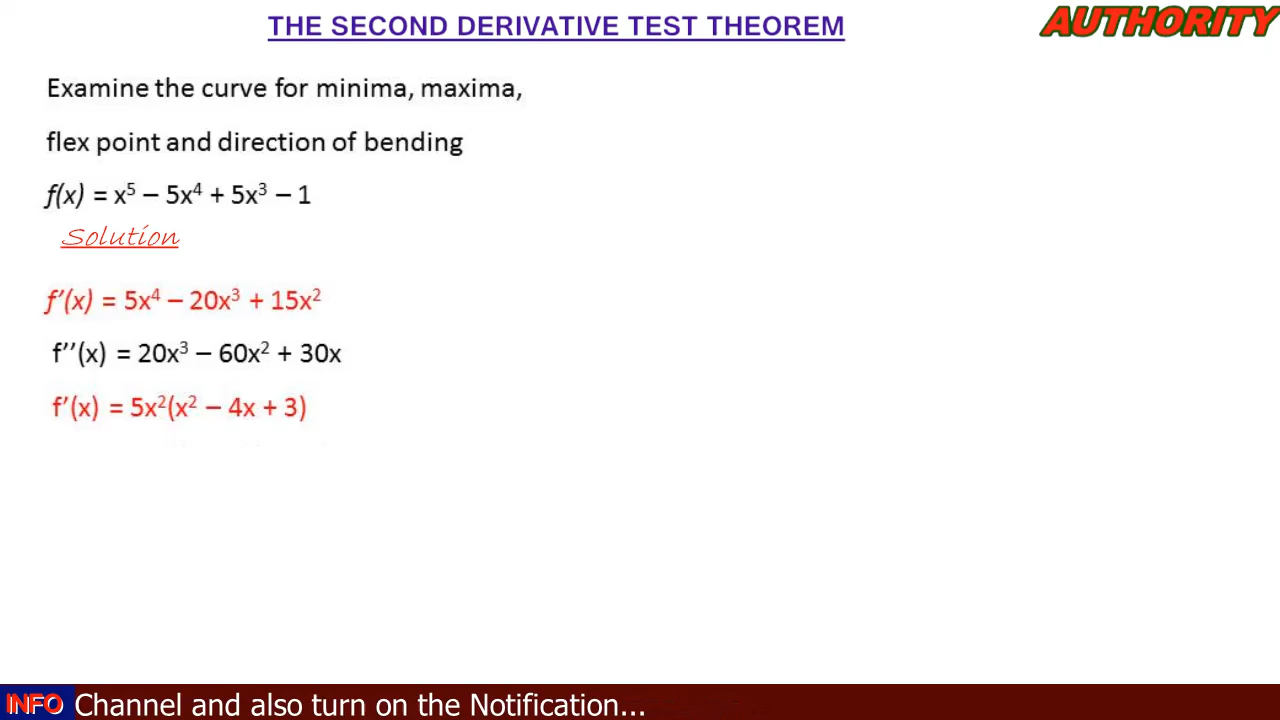 THE SECOND DERIVATIVE TEST THEOREM
AUTHORITY
Examine the curve for minima, maxima,
flex point and direction of bending
f(x) = x⁵ – 5x⁴ + 5x³ – 1
Solution
f’(x) = 5x⁴ – 20x³ + 15x²
f’’(x) = 20x³ – 60x² + 30x
f’(x) = 5x²(x² – 4x + 3)
INFO Channel and also turn on the Notification...